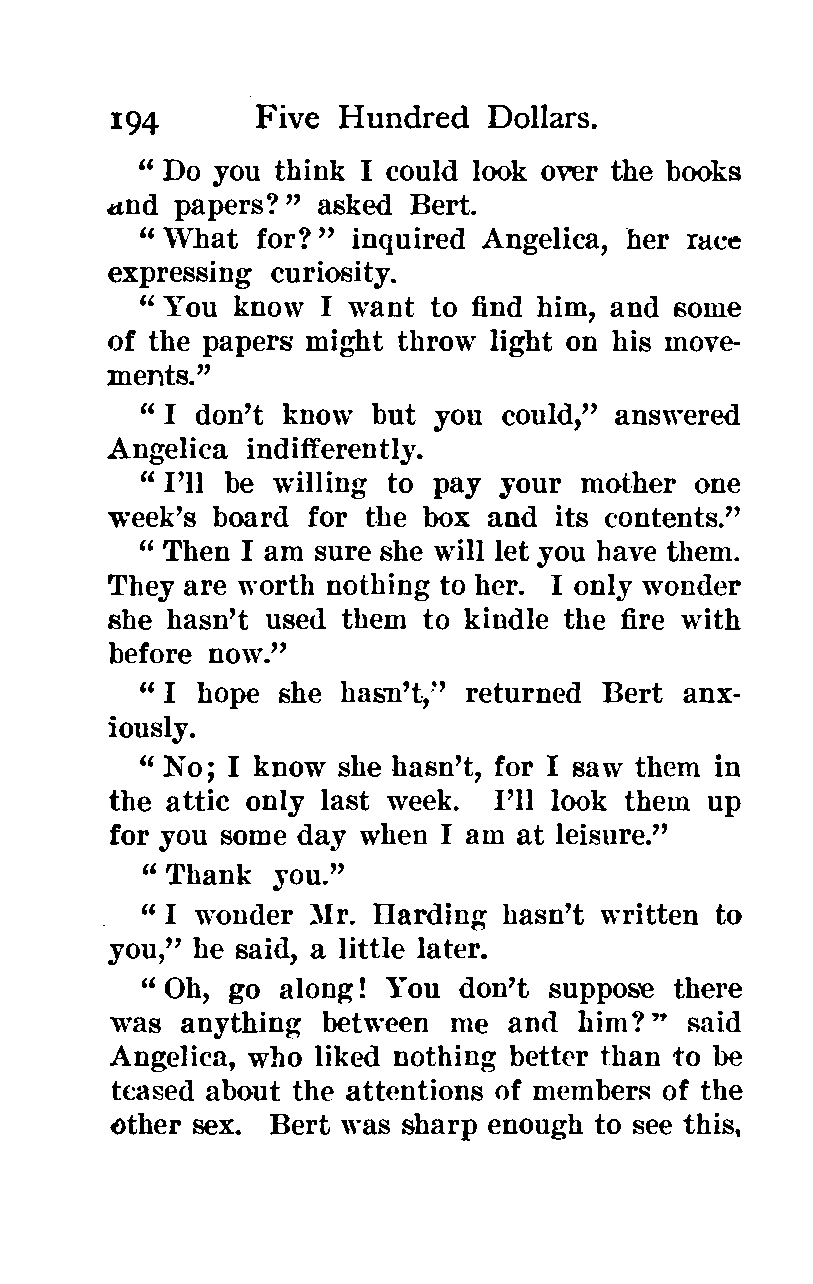 194 Five Hundred Dollars.
“ Do you think I could look over the books
and papers? ” asked Bert.
“ What for? ” inquired Angelica, her face
expressing curiosity.
“ You know I want to find him, and some
of the papers might throw light on his move-
ments.”
“ I don’t know but you could,” answered
Angelica indifferently.
“ I’ll be willing to pay your mother one
week’s board for the box and its contents.”
“ Then I am sure she will let you have them.
They are worth nothing to her. I only wonder
she hasn’t used them to kindle the fire with
before now.”
“ I hope she hasn’t,” returned Bert anx-
iously.
“ No; I know she hasn’t, for I saw them in
the attic only last week. I’ll look them up
for you some day when I am at leisure.”
“ Thank you.”
“ I wonder Mr. Harding hasn’t written to
you,” he said, a little later.
“ Oh, go along! You don’t suppose there
was anything between me and him? ” said
Angelica, who liked nothing better than to be
teased about the attentions of members of the
other sex. Bert was sharp enough to see this,